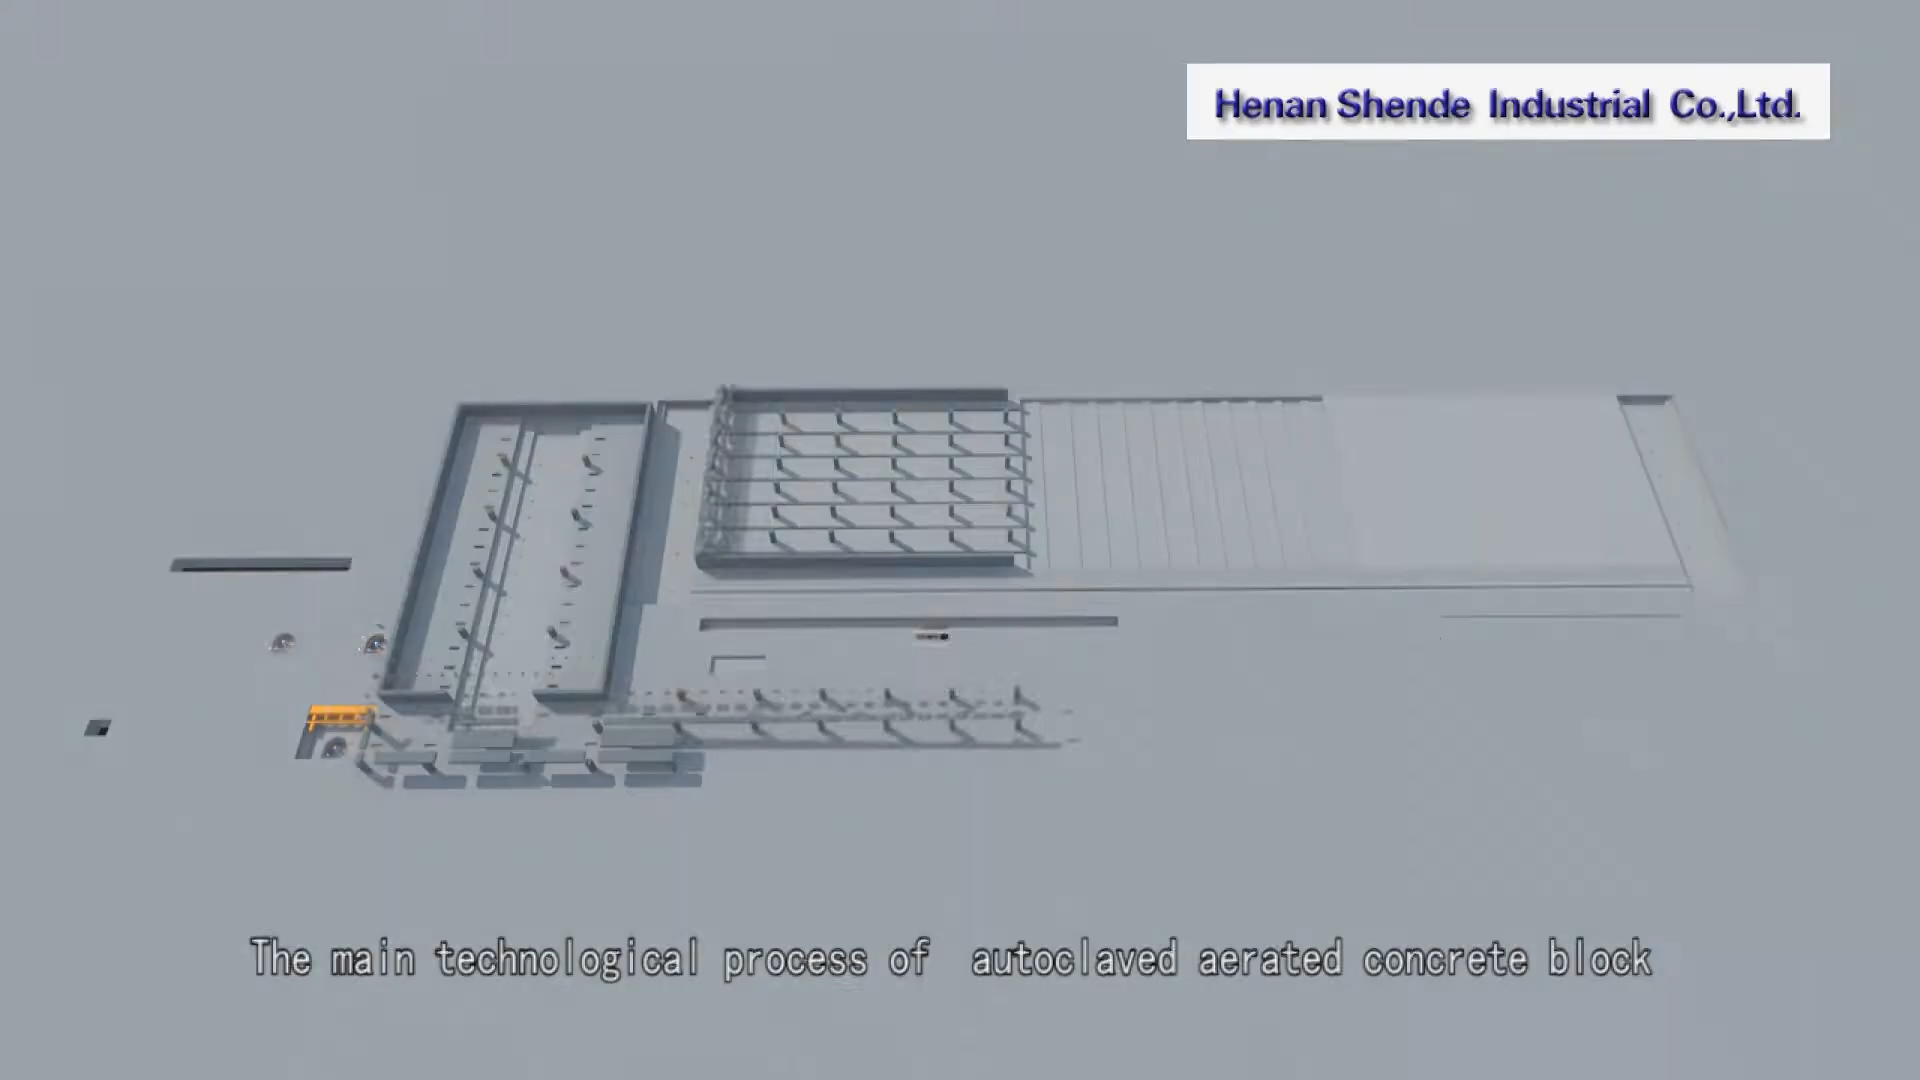 Henan Shende Industrial Co.,Ltd.
The main technological process of autoclaved aerated concrete block